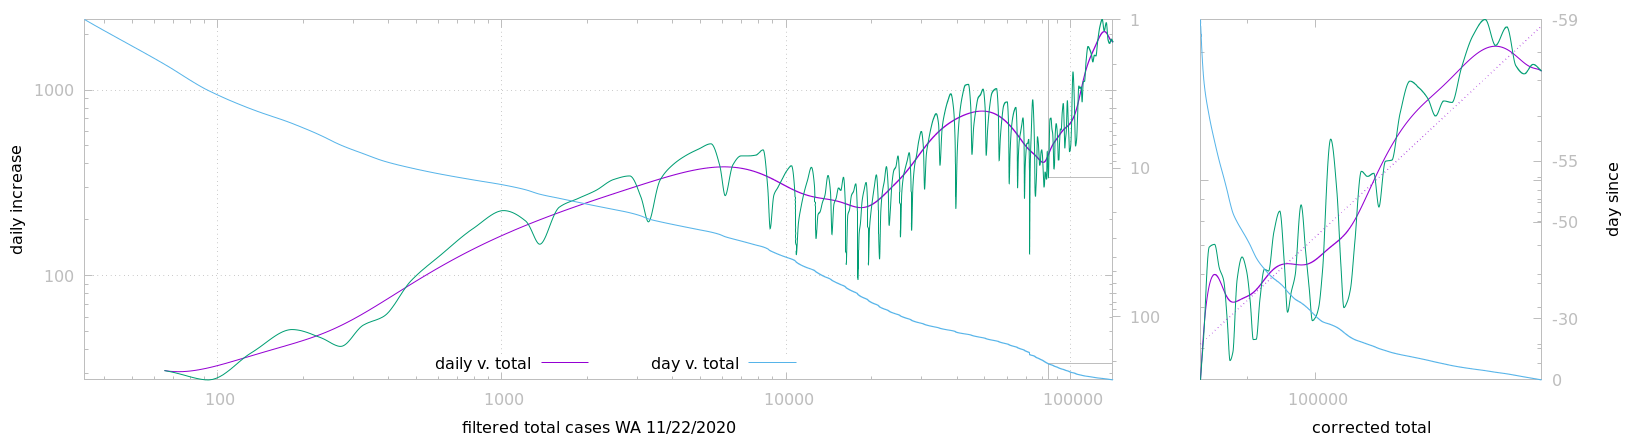 1
-59
1000
daily increase
10
-55
-50
day since
100
100
-30
daily v. total
day v. total
0
100
1000
10000
100000
100000
filtered total cases WA 11/22/2020
corrected total